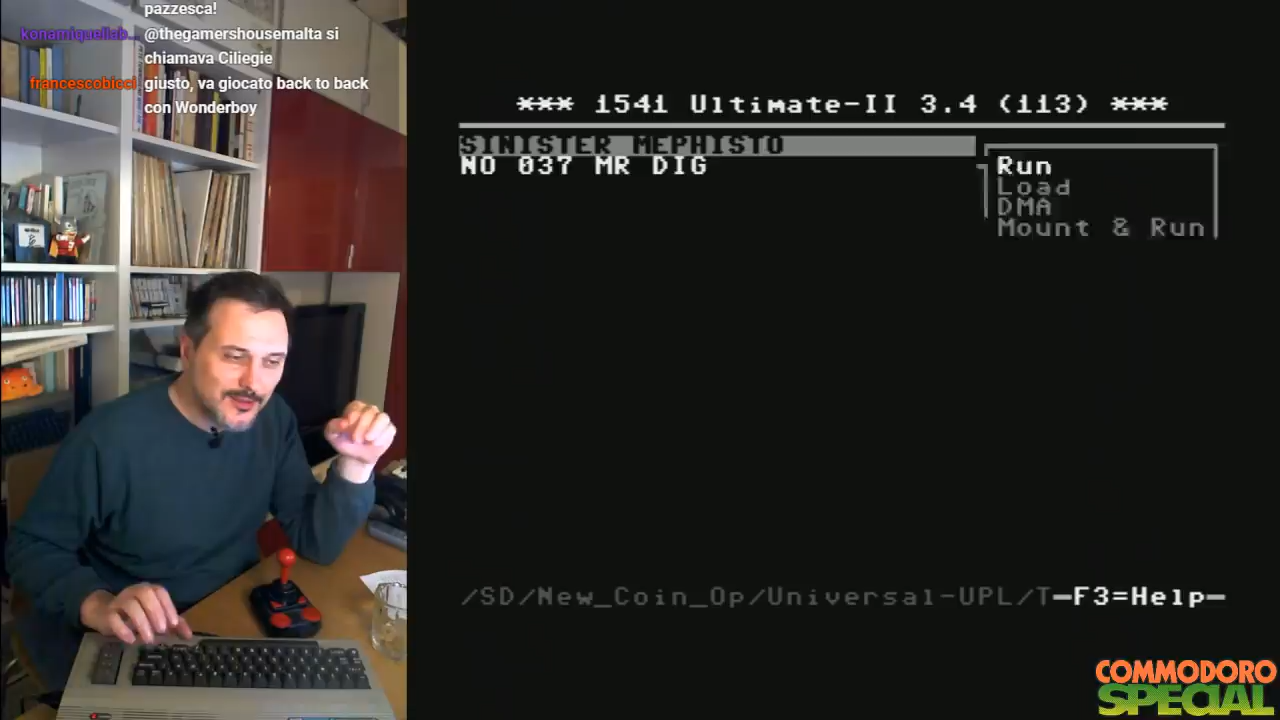 pazzesca!
konamiquellab... @thegamershousemalta si
chiamava Ciliegie
francescobicci giusto, va giocato back to back
con Wonderboy
*** 1541 Ultimate-II 3.4 (113) ***
SINISTER MEPHISTO
NO 037 MR DIG
Run
Load
DMA
Mount & Run
/SD/New_Coin_Op/Universal-UPL/T—F3=Help—
COMMODORO
SPECIAL